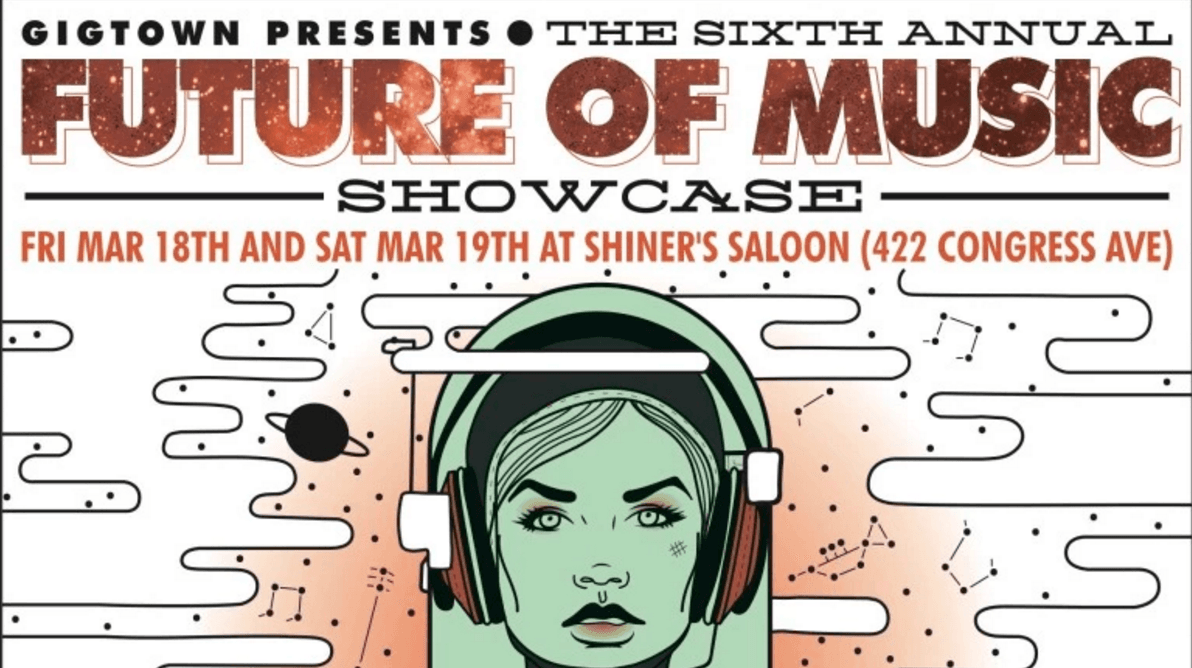 GIGTOWN PRESENTS ● THE SIXTH ANNUAL
FUTURE OF MUSIC
SHOWCASE
FRI MAR 18TH AND SAT MAR 19TH AT SHINER'S SALOON (422 CONGRESS AVE)